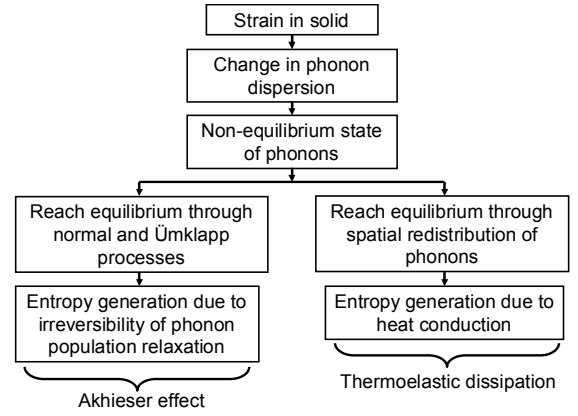 Strain in solid
Change in phonon
dispersion
Non-equilibrium state
of phonons
Reach equilibrium through
normal and Ümklapp
processes
Reach equilibrium through
spatial redistribution of
phonons
Entropy generation due to
irreversibility of phonon
population relaxation
Entropy generation due to
heat conduction
Akhieser effect
Thermoelastic dissipation